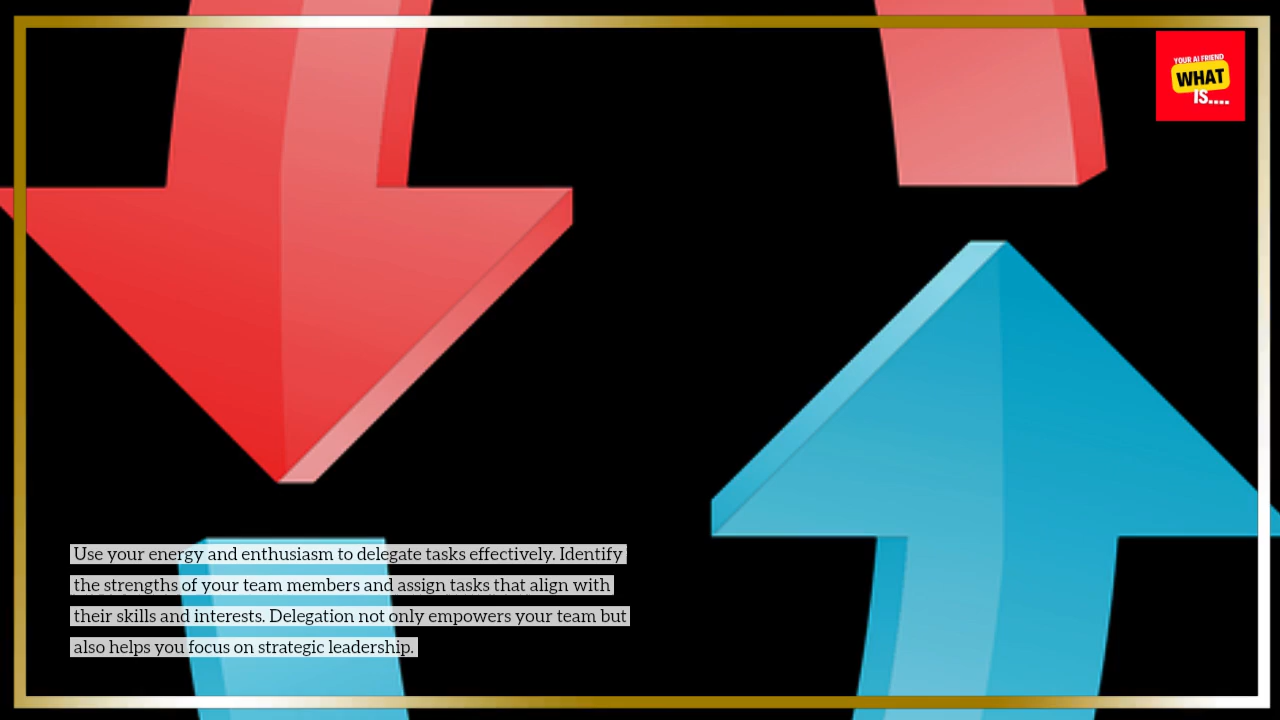 YOUR AI FRIEND
WHAT
IS....
Use your energy and enthusiasm to delegate tasks effectively. Identify
the strengths of your team members and assign tasks that align with
their skills and interests. Delegation not only empowers your team but
also helps you focus on strategic leadership.